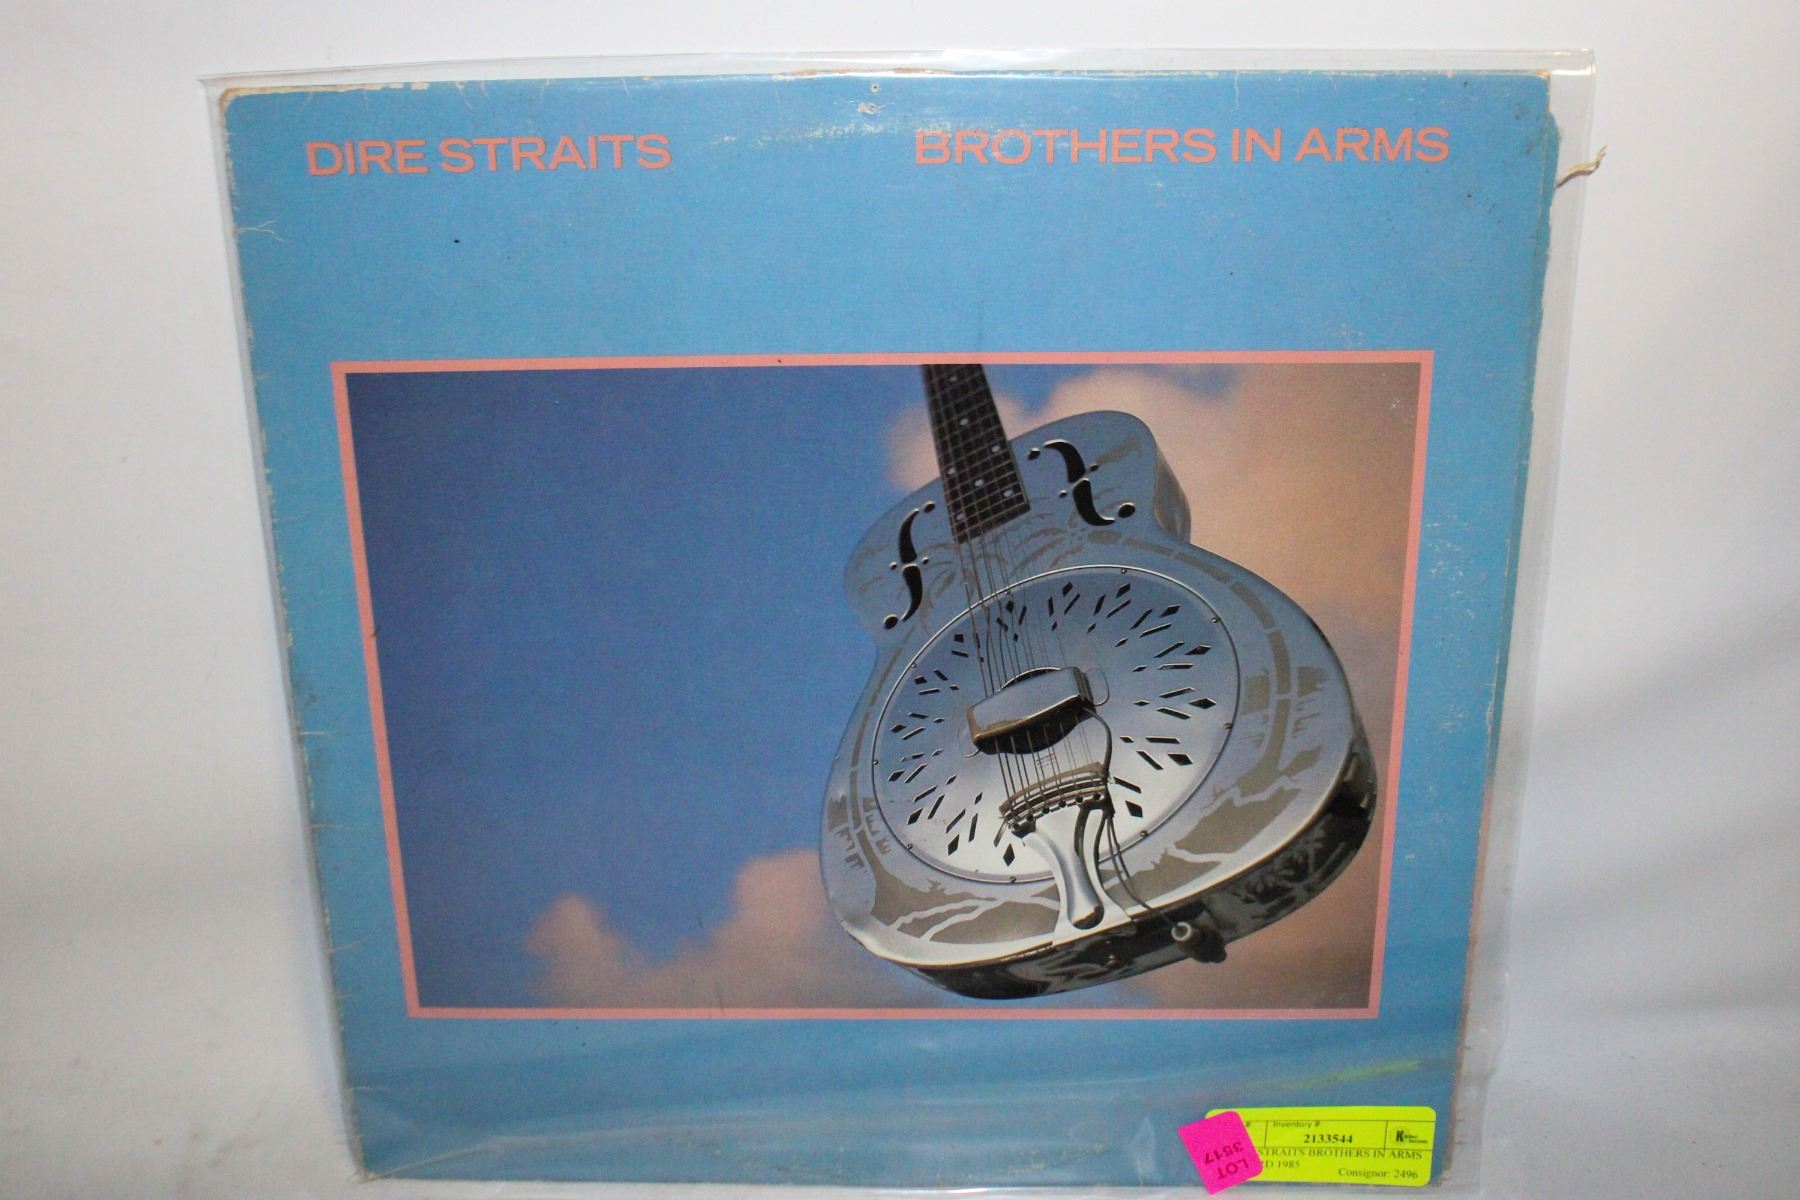 DIRE STRAITS BROTHERS IN ARMS
# Inventory #
2133544
STRAITS BROTHERS IN ARMS
1985
Consignor: 2496
LOT
3517